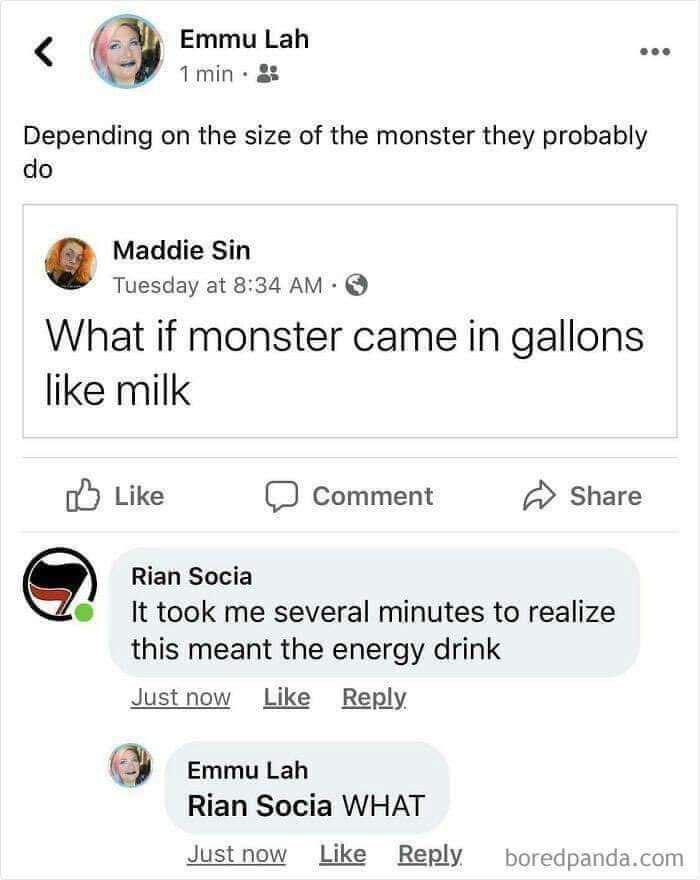 Emmu Lah
1 min ·
Depending on the size of the monster they probably
do
Maddie Sin
Tuesday at 8:34 AM ·
What if monster came in gallons
like milk
Like
Comment
Share
Rian Socia
It took me several minutes to realize
this meant the energy drink
Just now Like Reply
Emmu Lah
Rian Socia WHAT
Just now Like Reply
boredpanda.com